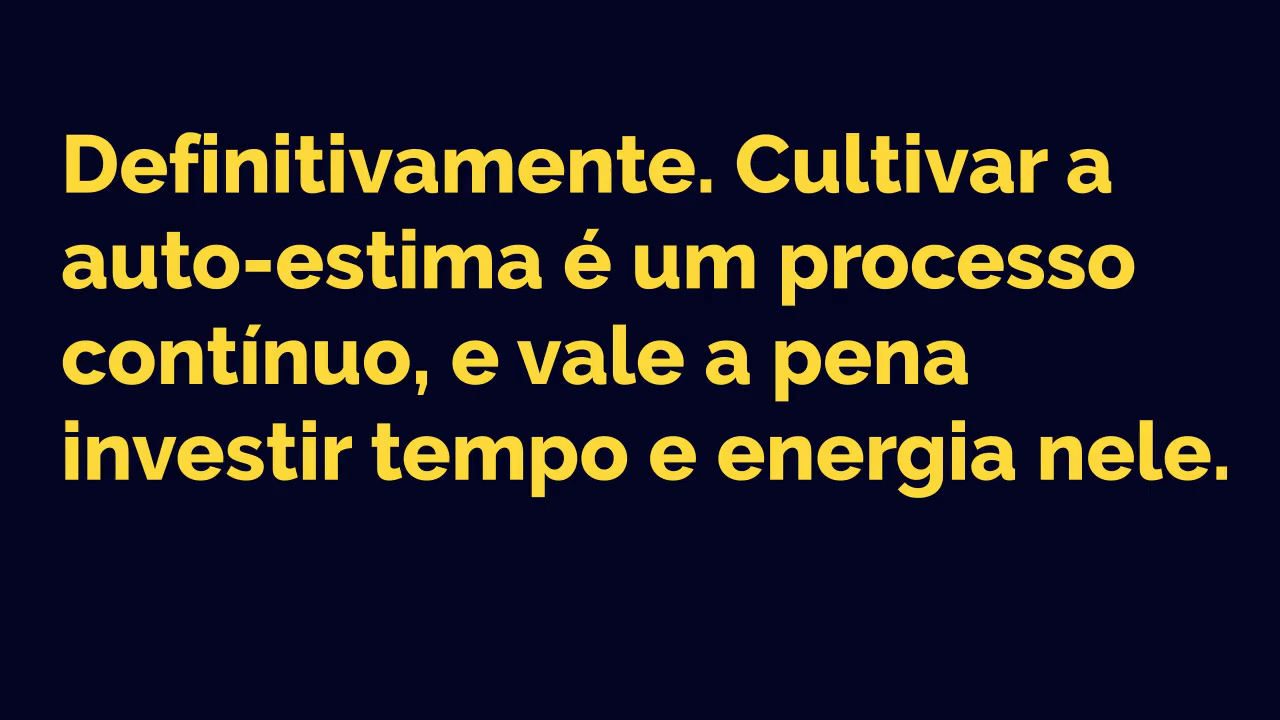 Definitivamente. Cultivar a
auto-estima é um processo
contínuo, e vale a pena
investir tempo e energia nele.